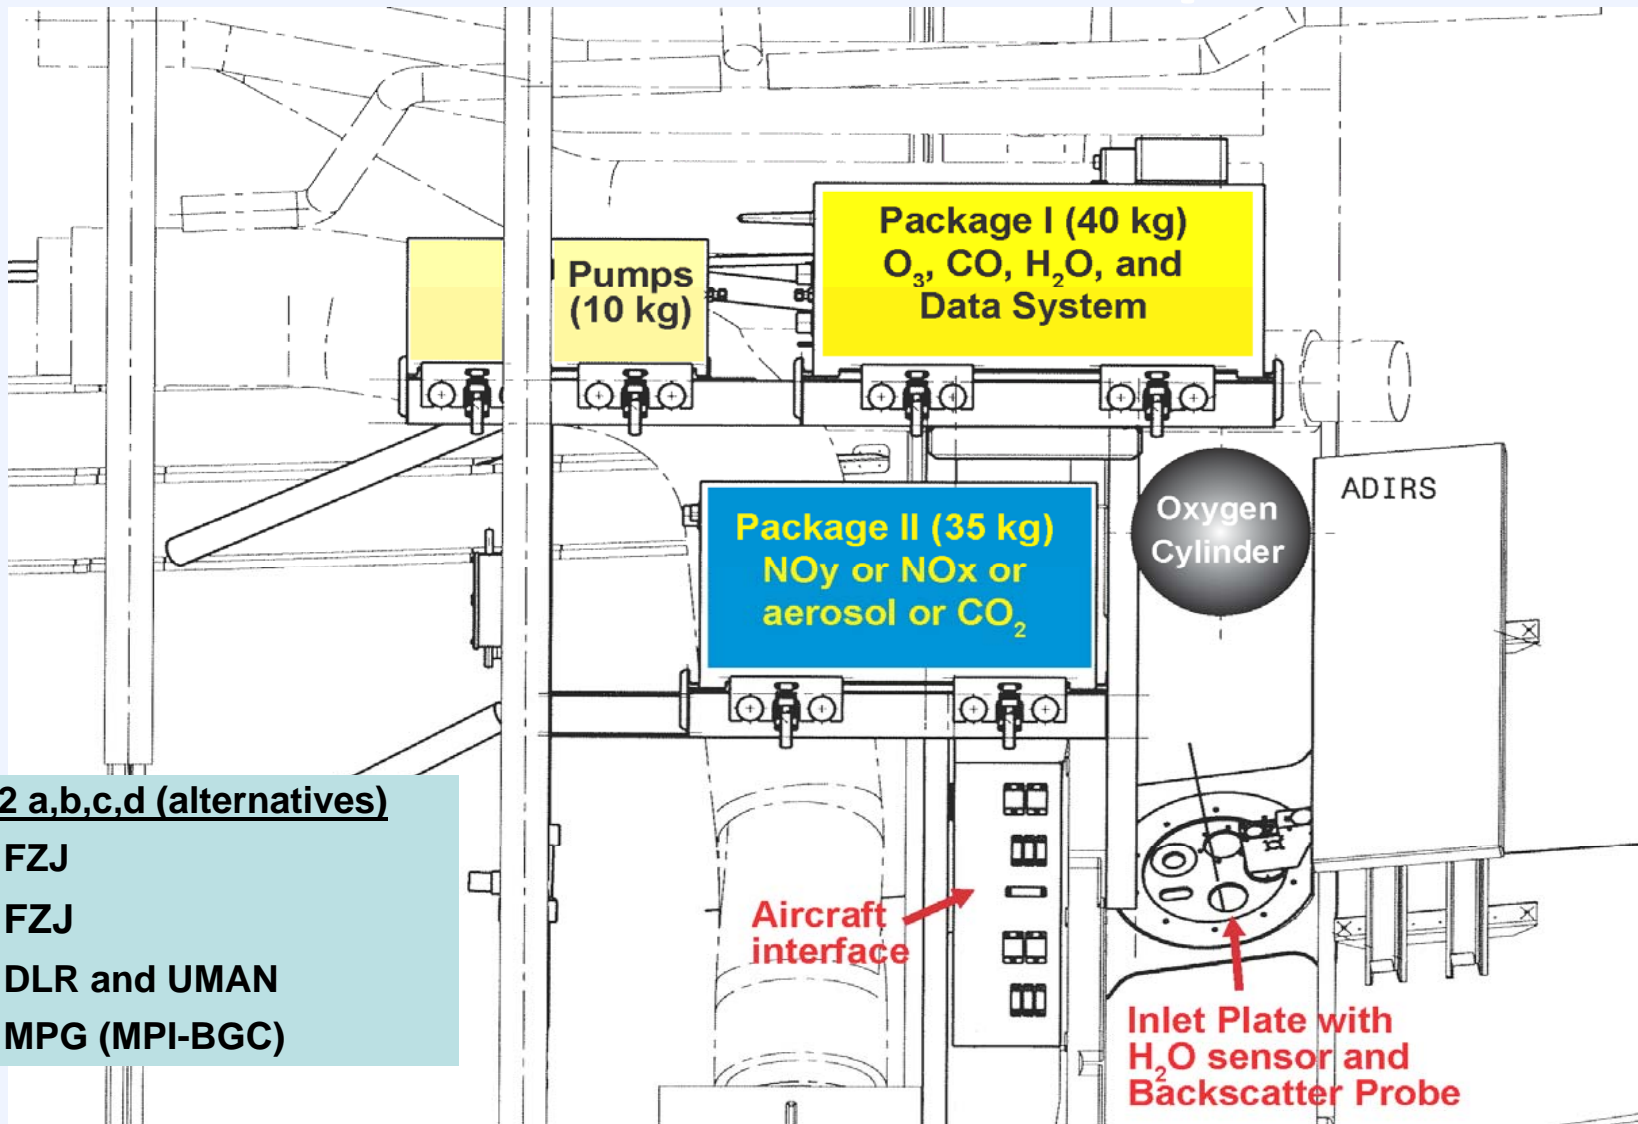 Package I (40 kg)
O₃, CO, H₂O, and
Data System
Pumps
(10 kg)
Package II (35 kg)
NOy or NOx or
aerosol or CO₂
Oxygen
Cylinder
ADIRS
2 a,b,c,d (alternatives)
FZJ
FZJ
DLR and UMAN
MPG (MPI-BGC)
Aircraft
interface
Inlet Plate with
H₂O sensor and
Backscatter Probe